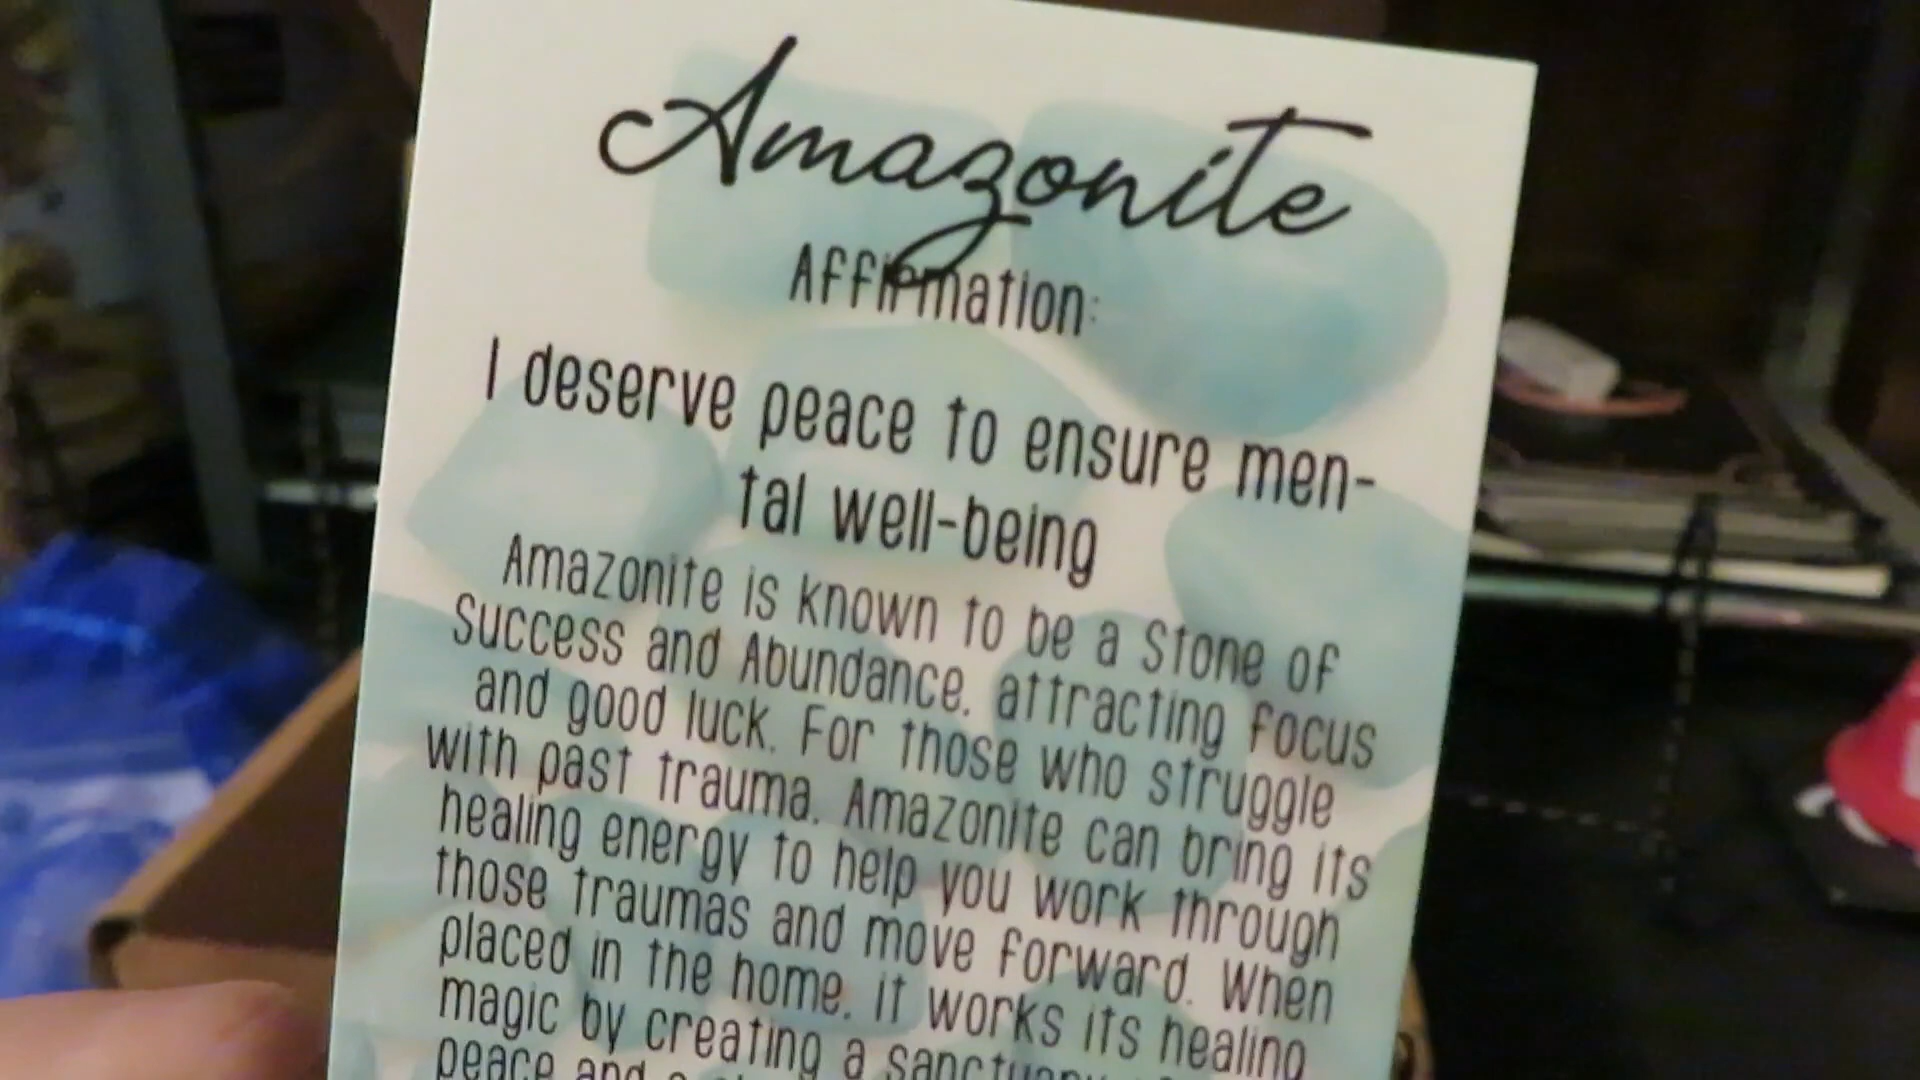 Amazonite
Affirmation:
I deserve peace to ensure men-
tal well-being
Amazonite is known to be a Stone of
Success and Abundance, attracting focus
and good luck. For those who struggle
with past trauma, Amazonite can bring its
healing energy to help you work through
those traumas and move forward. When
placed in the home, it works its healing
magic by creating a sanctuary
peace and a